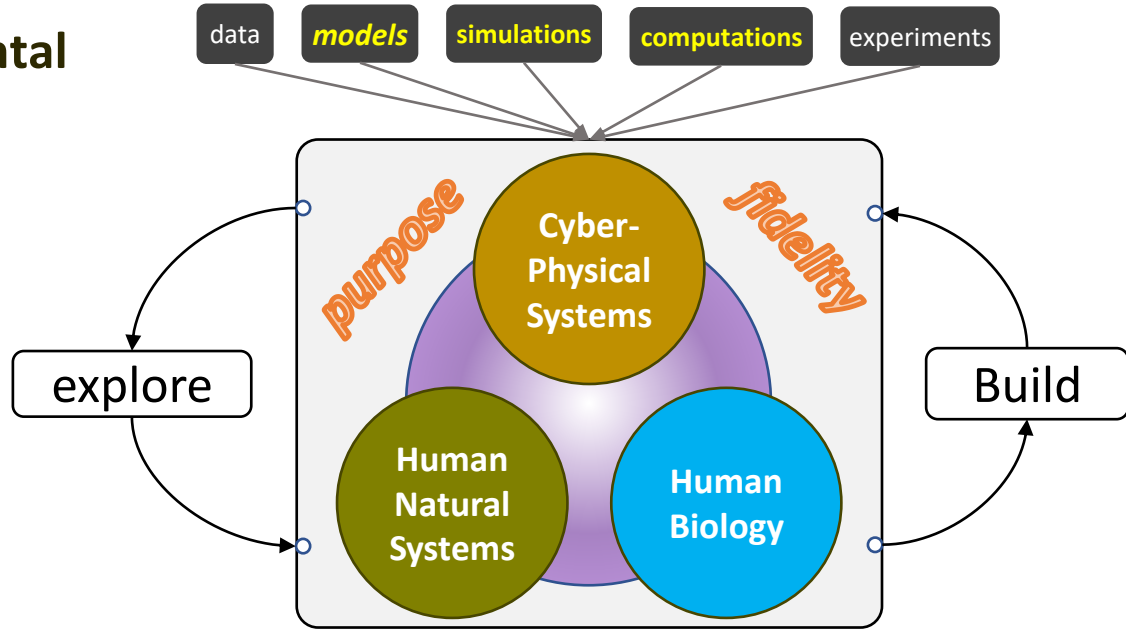 ntal
data
models
simulations
computations
experiments
purpose
fidelity
Cyber-
Physical
Systems
explore
Build
Human
Natural
Systems
Human
Biology